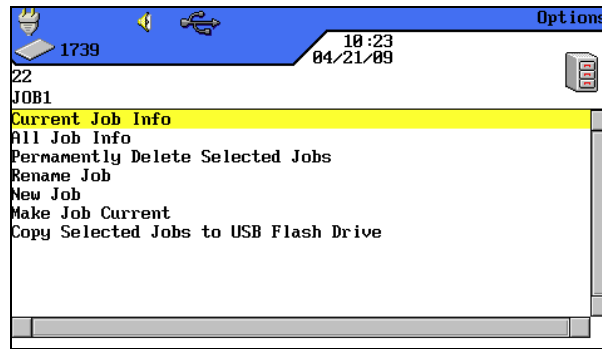 Options
1739
10:23
04/21/09
22
JOB1
Current Job Info
All Job Info
Permamently Delete Selected Jobs
Rename Job
New Job
Make Job Current
Copy Selected Jobs to USB Flash Drive